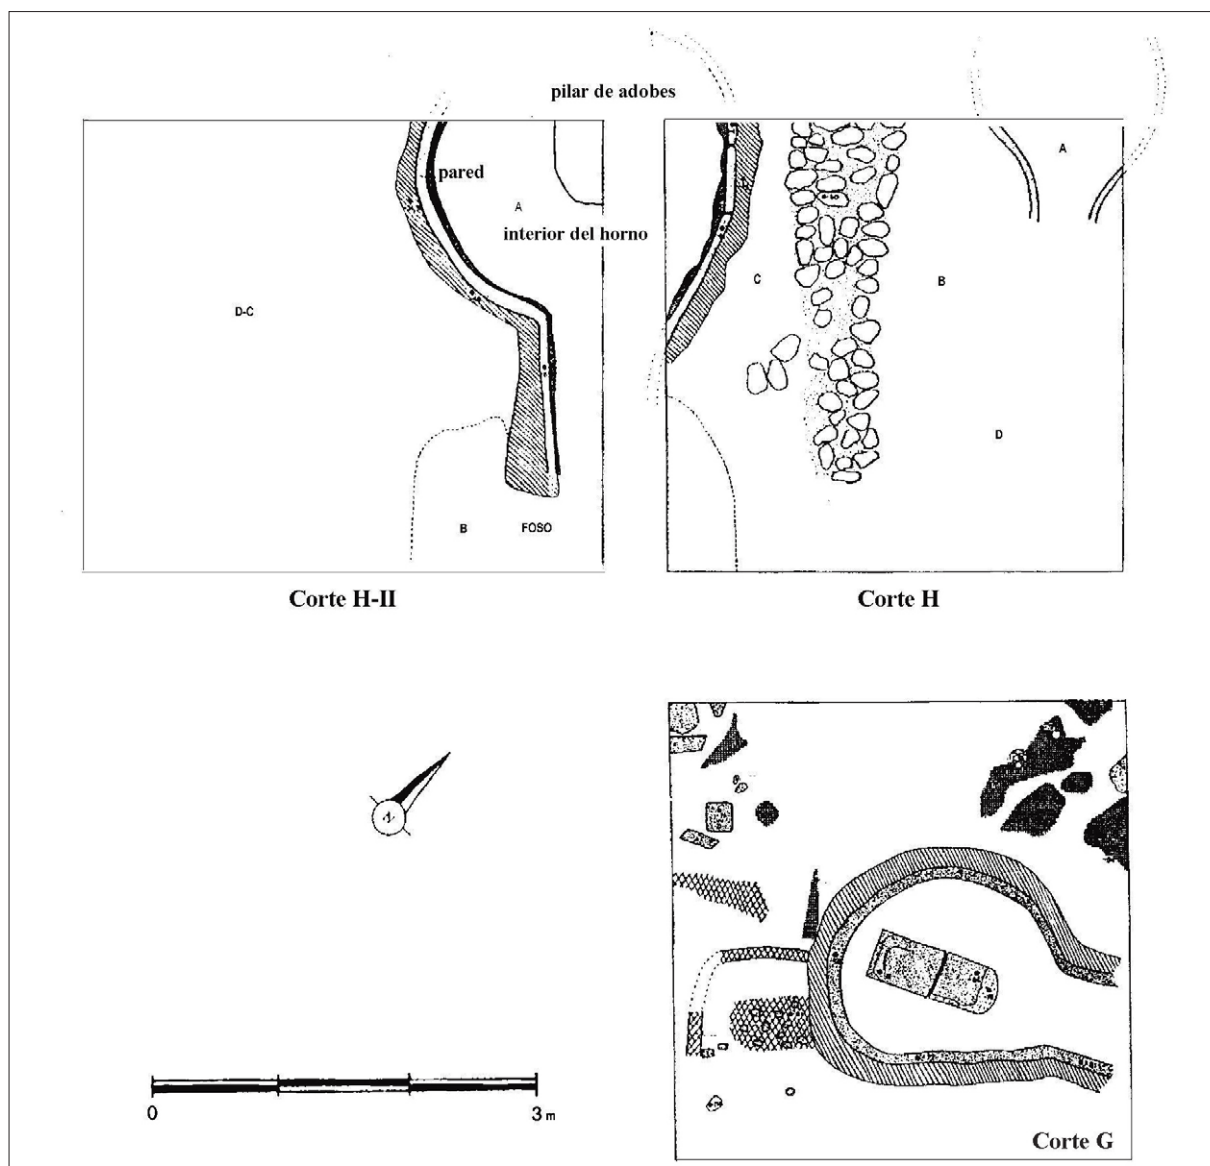 pilar de adobes
pared
A
interior del horno
D-C
B
FOSO
A
C
B
D
Corte H-II
Corte H
0
3 m
Corte G